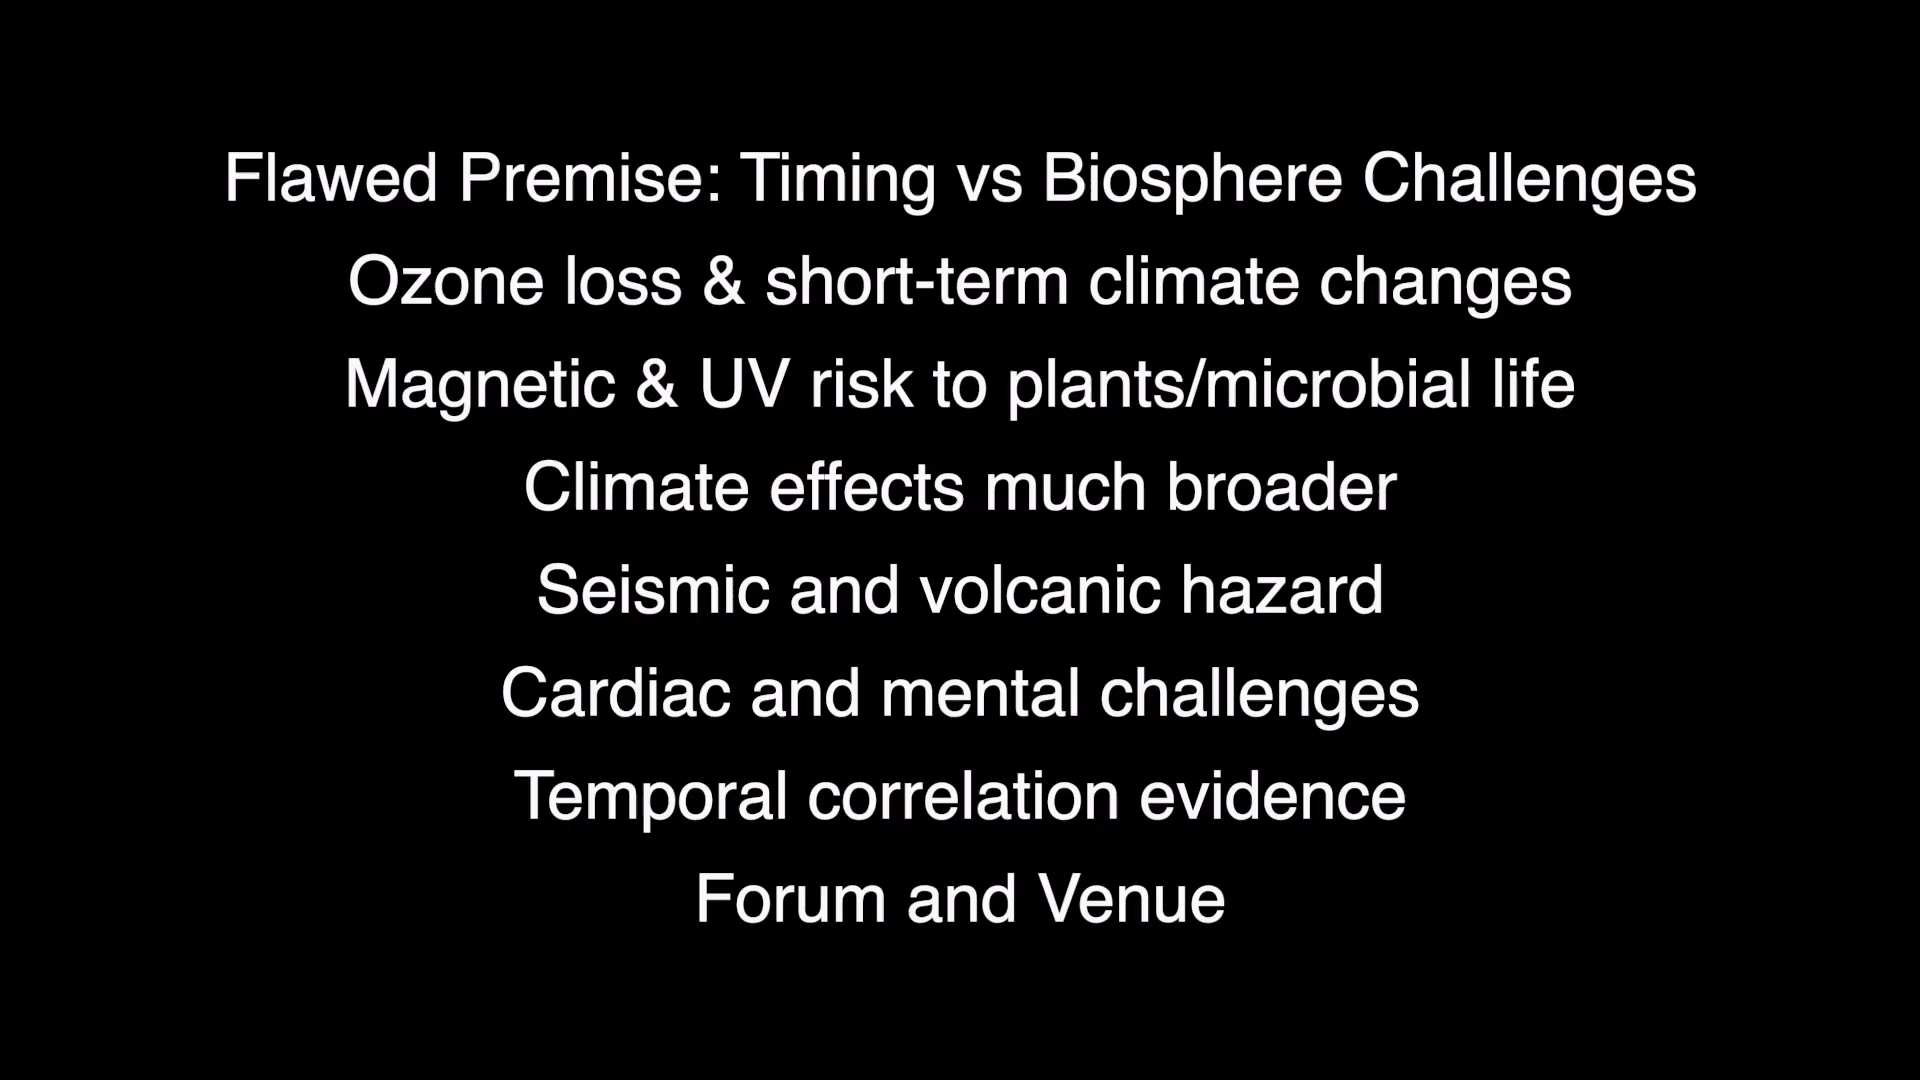 Flawed Premise: Timing vs Biosphere Challenges
Ozone loss & short-term climate changes
Magnetic & UV risk to plants/microbial life
Climate effects much broader
Seismic and volcanic hazard
Cardiac and mental challenges
Temporal correlation evidence
Forum and Venue